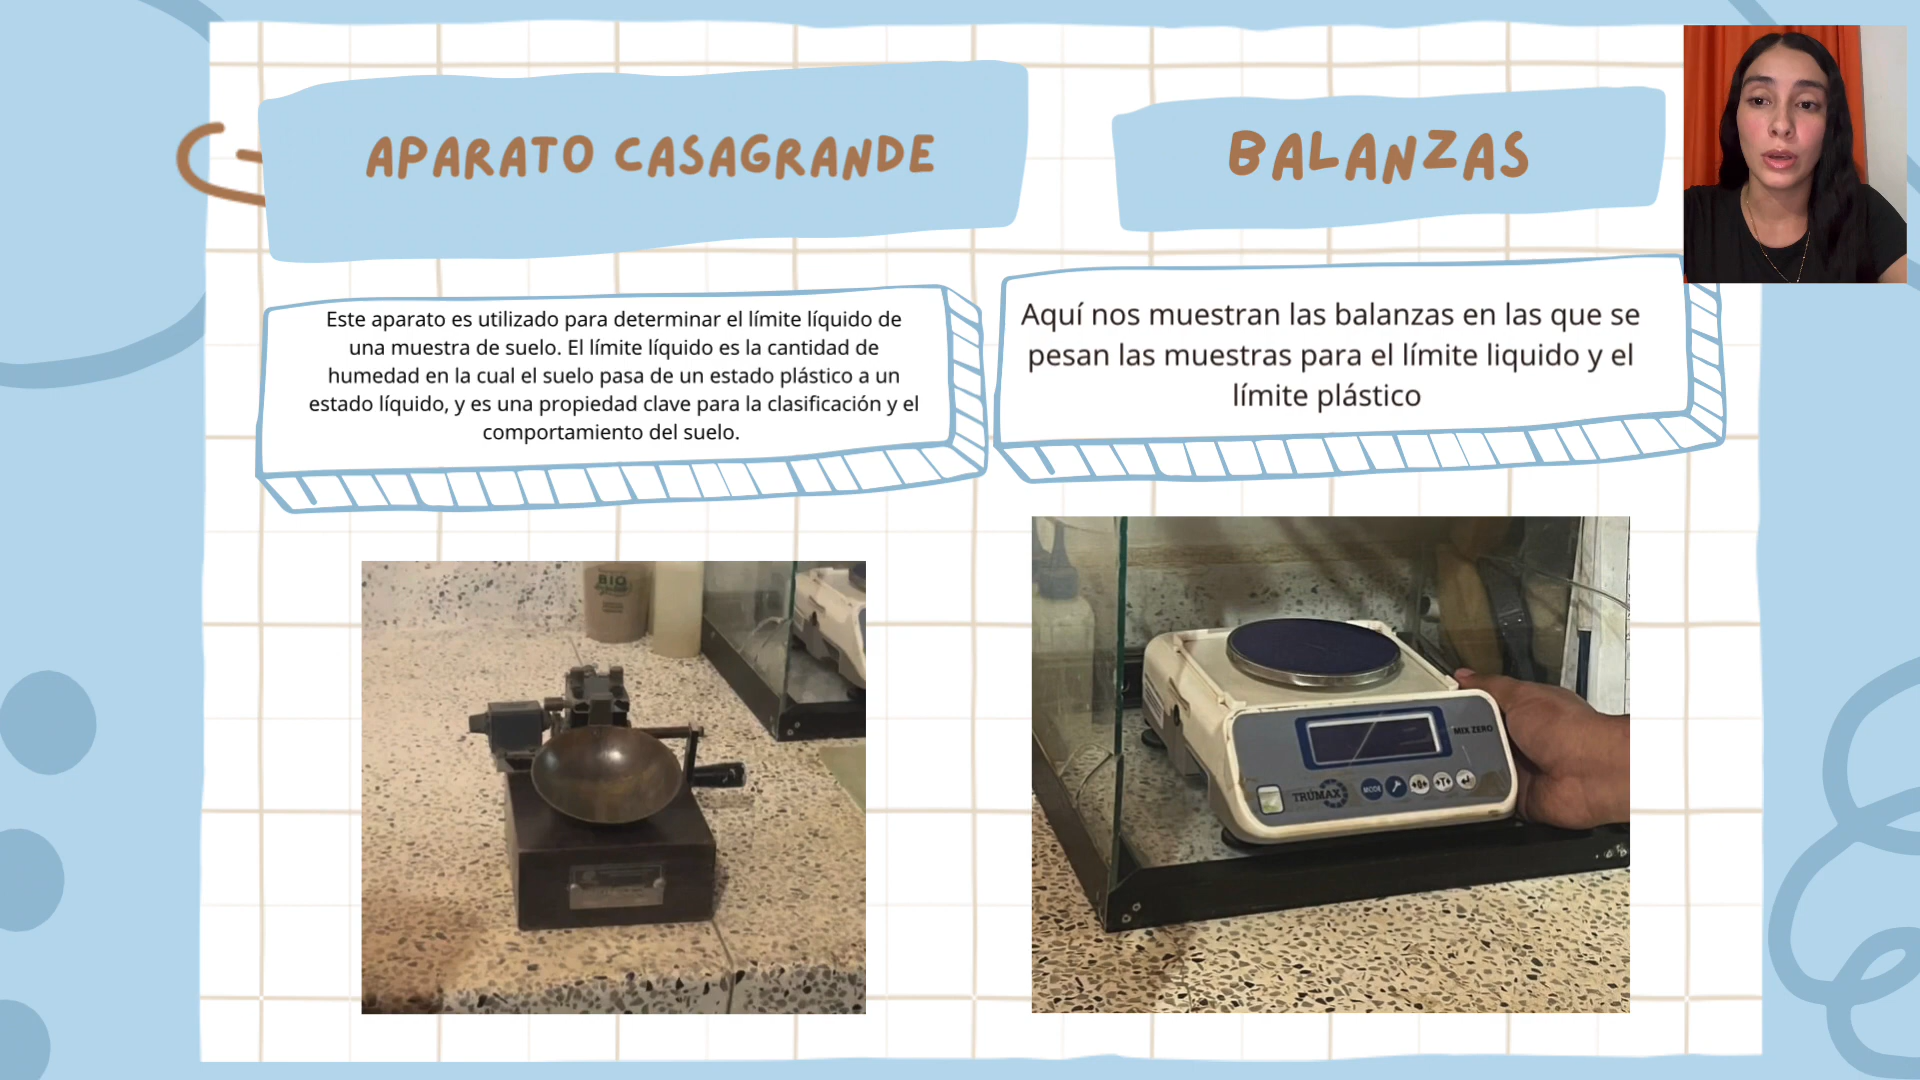 APARATO CASAGRANDE
BALANZAS
Este aparato es utilizado para determinar el límite líquido de
una muestra de suelo. El límite líquido es la cantidad de
humedad en la cual el suelo pasa de un estado plástico a un
estado líquido, y es una propiedad clave para la clasificación y el
comportamiento del suelo.
Aquí nos muestran las balanzas en las que se
pesan las muestras para el límite liquido y el
límite plástico
BIO
MIX ZERO
TRUMAX
MODE